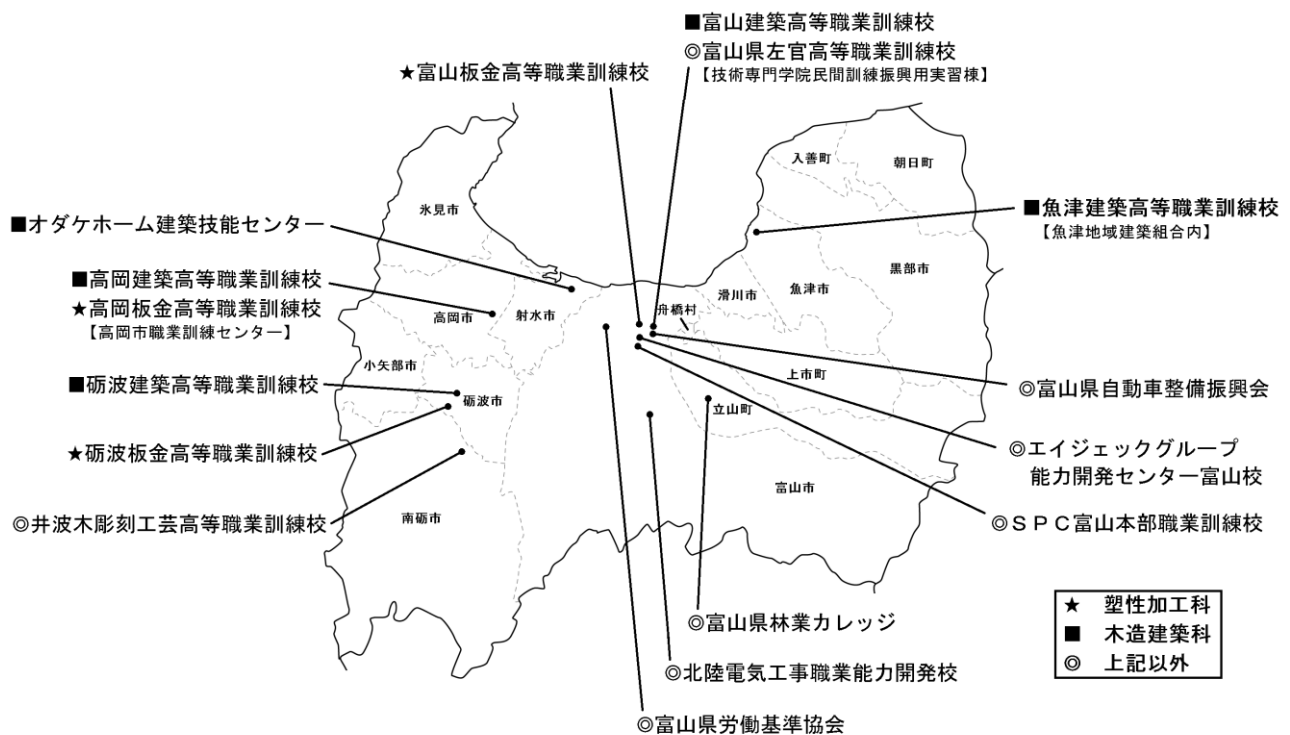 ■富山建築高等職業訓練校
◎富山県左官高等職業訓練校
【技術専門学院民間訓練振興用実習棟】
★富山板金高等職業訓練校
入善町
朝日町
氷見市
■オダケホーム建築技能センター
■魚津建築高等職業訓練校
【魚津地域建築組合内】
黒部市
■高岡建築高等職業訓練校
★高岡板金高等職業訓練校
【高岡市職業訓練センター】
高岡市
射水市
滑川市
魚津市
舟橋村
小矢部市
上市町
■砺波建築高等職業訓練校
砺波市
立山町
◎富山県自動車整備振興会
★砺波板金高等職業訓練校
◎エイジェックグループ
能力開発センター富山校
富山市
南砺市
◎井波木彫刻工芸高等職業訓練校
◎ＳＰＣ富山本部職業訓練校
◎富山県林業カレッジ
◎北陸電気工事職業能力開発校
◎富山県労働基準協会
★ 塑性加工科
■ 木造建築科
◎ 上記以外